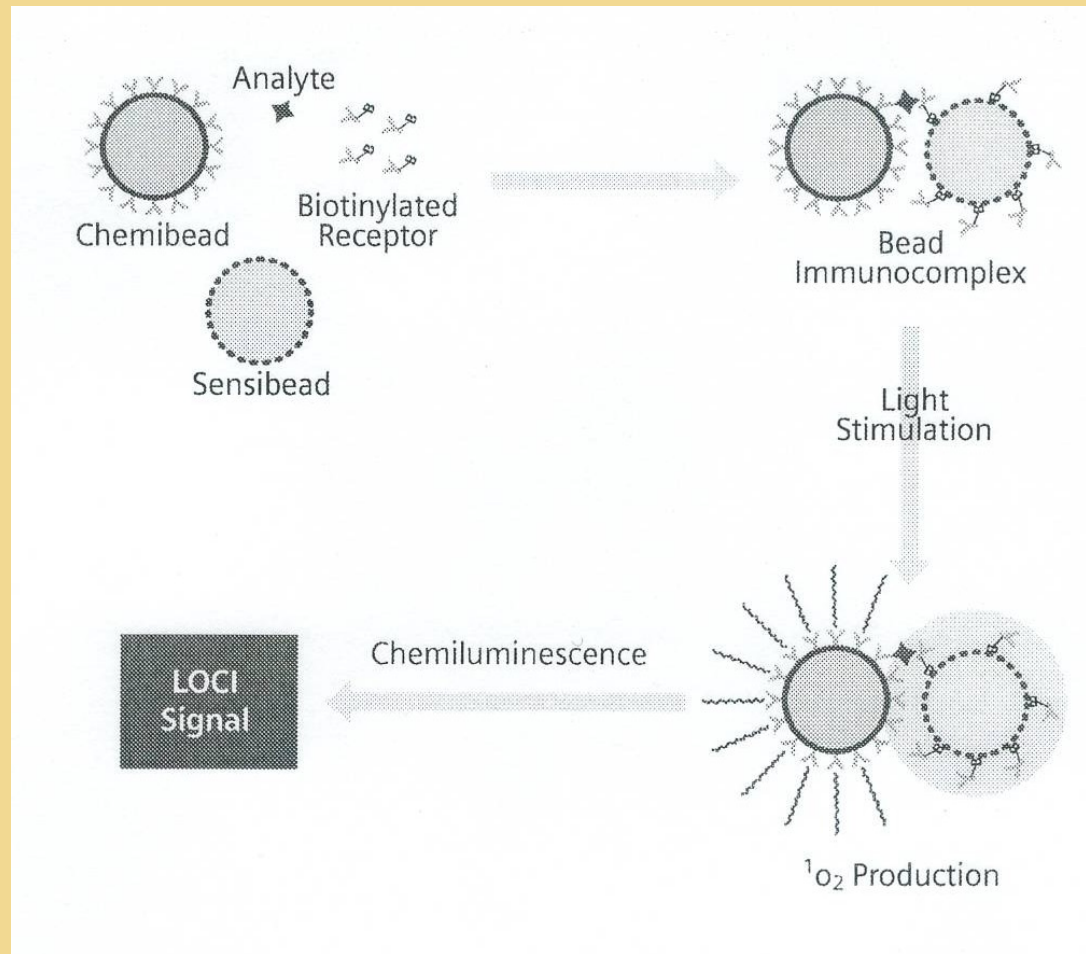 Analyte
Biotinylated
Receptor
Chemibead
Sensibead
Bead
Immunocomplex
Light
Stimulation
Chemiluminescence
LOCI
Signal
¹o₂ Production